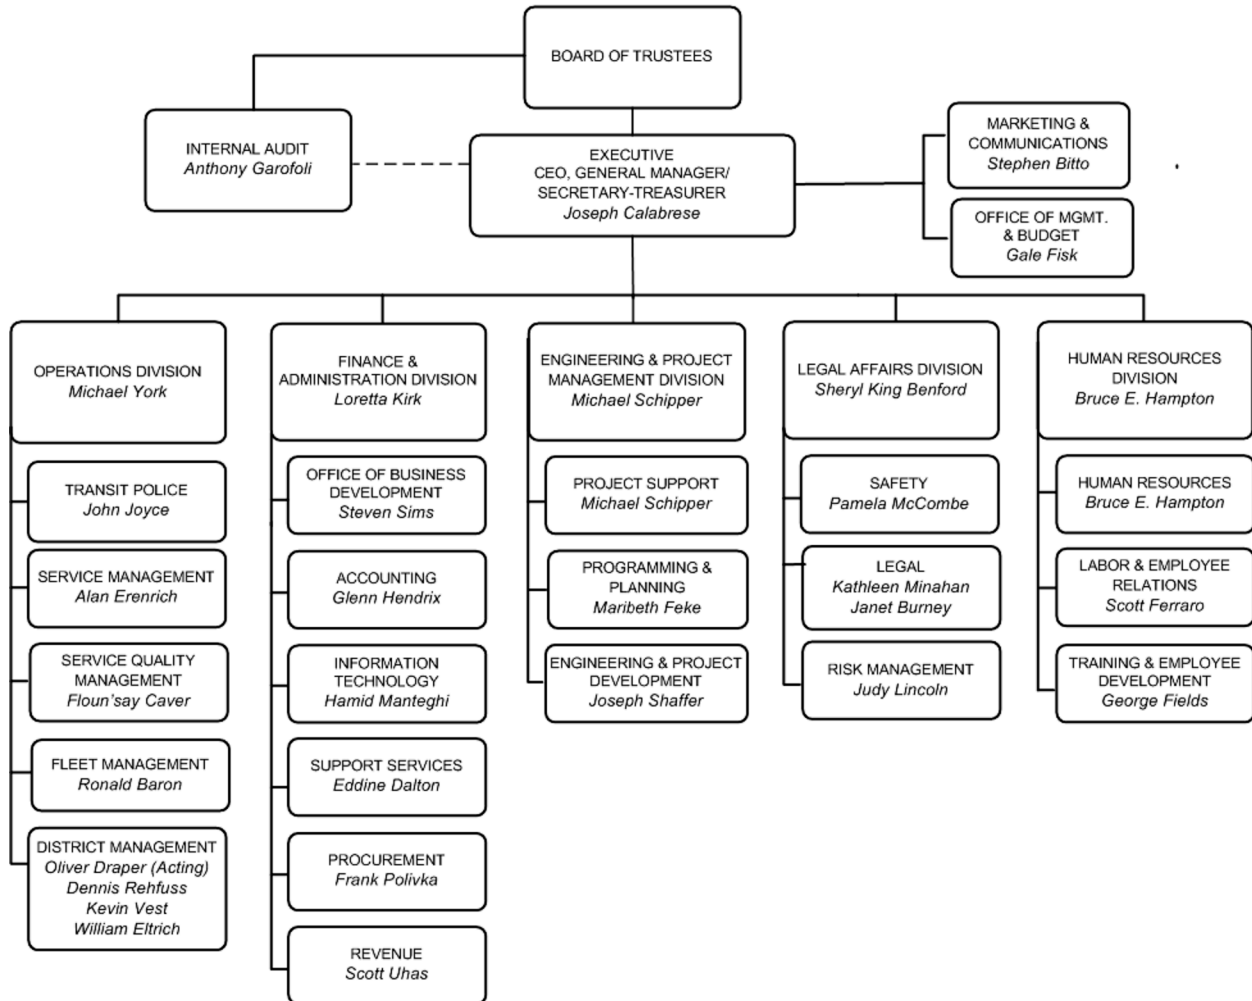 BOARD OF TRUSTEES
INTERNAL AUDIT
Anthony Garofoli
EXECUTIVE
CEO, GENERAL MANAGER/
SECRETARY-TREASURER
Joseph Calabrese
MARKETING &
COMMUNICATIONS
Stephen Bitto
OFFICE OF MGMT.
& BUDGET
Gale Fisk
OPERATIONS DIVISION
Michael York
TRANSIT POLICE
John Joyce
SERVICE MANAGEMENT
Alan Erenrich
SERVICE QUALITY
MANAGEMENT
Floun'say Caver
FLEET MANAGEMENT
Ronald Baron
DISTRICT MANAGEMENT
Oliver Draper (Acting)
Dennis Rehfuss
Kevin Vest
William Eltrich
FINANCE &
ADMINISTRATION DIVISION
Loretta Kirk
OFFICE OF BUSINESS
DEVELOPMENT
Steven Sims
ACCOUNTING
Glenn Hendrix
INFORMATION
TECHNOLOGY
Hamid Manteghi
SUPPORT SERVICES
Eddine Dalton
PROCUREMENT
Frank Polivka
REVENUE
Scott Uhas
ENGINEERING & PROJECT
MANAGEMENT DIVISION
Michael Schipper
PROJECT SUPPORT
Michael Schipper
PROGRAMMING &
PLANNING
Maribeth Feke
ENGINEERING & PROJECT
DEVELOPMENT
Joseph Shaffer
LEGAL AFFAIRS DIVISION
Sheryl King Benford
SAFETY
Pamela McCombe
LEGAL
Kathleen Minahan
Janet Burney
RISK MANAGEMENT
Judy Lincoln
HUMAN RESOURCES
DIVISION
Bruce E. Hampton
HUMAN RESOURCES
Bruce E. Hampton
LABOR & EMPLOYEE
RELATIONS
Scott Ferraro
TRAINING & EMPLOYEE
DEVELOPMENT
George Fields